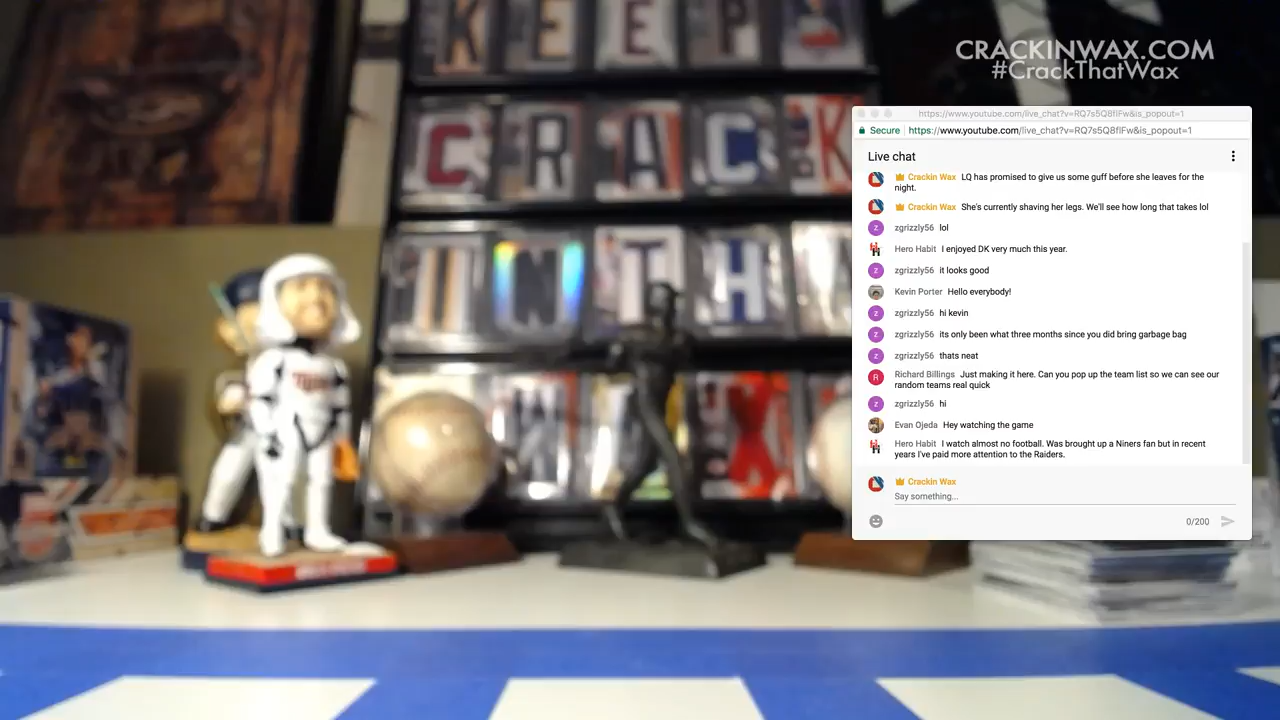 KEEP
CRACK
IN TH
W X
Twins
CRACKINWAX.COM
#CrackThatWax
https://www.youtube.com/live_chat?v=RQ7s5Q8fIFw&is_popout=1
Secure https://www.youtube.com/live_chat?v=RQ7s5Q8fIFw&is_popout=1
Live chat
Crackin Wax LQ has promised to give us some guff before she leaves for the
night.
Crackin Wax She's currently shaving her legs. We'll see how long that takes lol
Z zgrizzly56 lol
HH Hero Habit I enjoyed DK very much this year.
Z zgrizzly56 it looks good
Kevin Porter Hello everybody!
Z zgrizzly56 hi kevin
Z zgrizzly56 its only been what three months since you did bring garbage bag
Z zgrizzly56 thats neat
R Richard Billings Just making it here. Can you pop up the team list so we can see our
random teams real quick
Z zgrizzly56 hi
Evan Ojeda Hey watching the game
HH Hero Habit I watch almost no football. Was brought up a Niners fan but in recent
years I've paid more attention to the Raiders.
Crackin Wax
Say something...
0/200